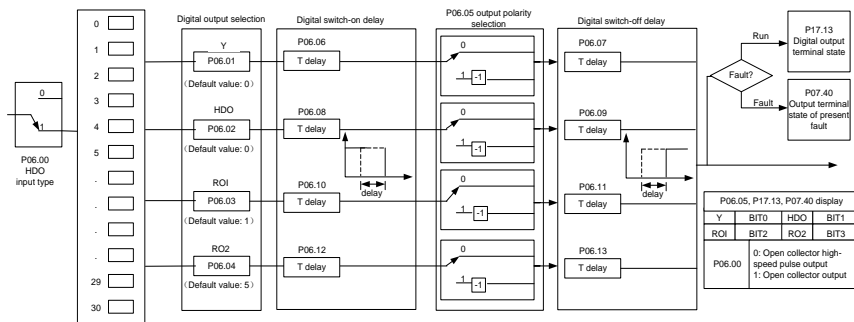 0
1
2
3
4
5
.
.
.
.
29
30
0
1
P06.00
HDO
input type
Digital output selection
Y
P06.01
(Default value: 0)
HDO
P06.02
(Default value: 0)
ROI
P06.03
(Default value: 1)
RO2
P06.04
(Default value: 5)
Digital switch-on delay
P06.06
T delay
P06.08
T delay
delay
P06.10
T delay
P06.12
T delay
P06.05 output polarity
selection
0
1
-1
0
1
-1
0
1
-1
0
1
-1
Digital switch-off delay
P06.07
T delay
P06.09
T delay
delay
P06.11
T delay
P06.13
T delay
Run
Fault?
Fault
P17.13
Digital output
terminal state
P07.40
Output terminal
state of present
fault
P06.05, P17.13, P07.40 display
Y BIT0 HDO BIT1
ROI BIT2 RO2 BIT3
P06.00
0: Open collector high-
speed pulse output
1: Open collector output